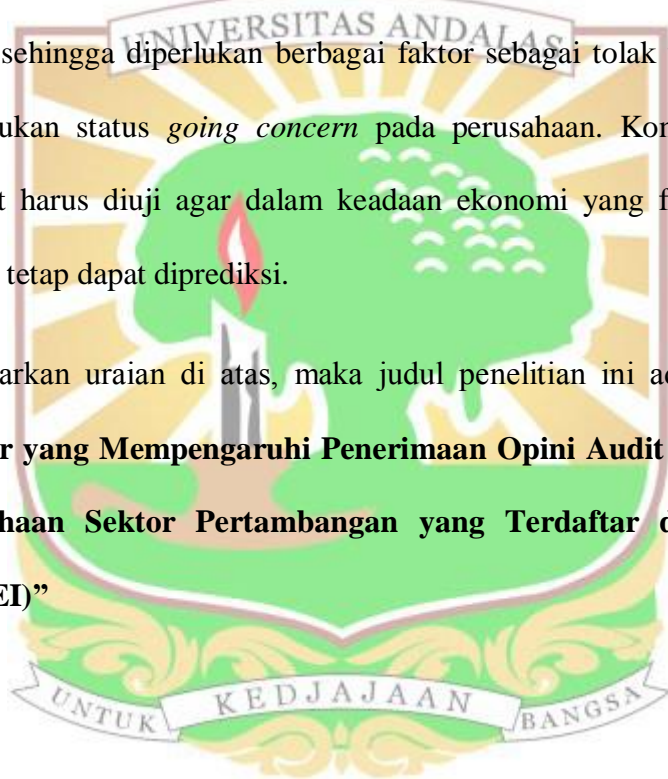 UNIVERSITAS ANDALAS
sehingga diperlukan berbagai faktor sebagai tolak
ukan status going concern pada perusahaan. Kon
t harus diuji agar dalam keadaan ekonomi yang f
tetap dapat diprediksi.
arkan uraian di atas, maka judul penelitian ini ad
r yang Mempengaruhi Penerimaan Opini Audit
haan Sektor Pertambangan yang Terdaftar d
EI)”
UNTUK KEDJAJAAN BANGSA